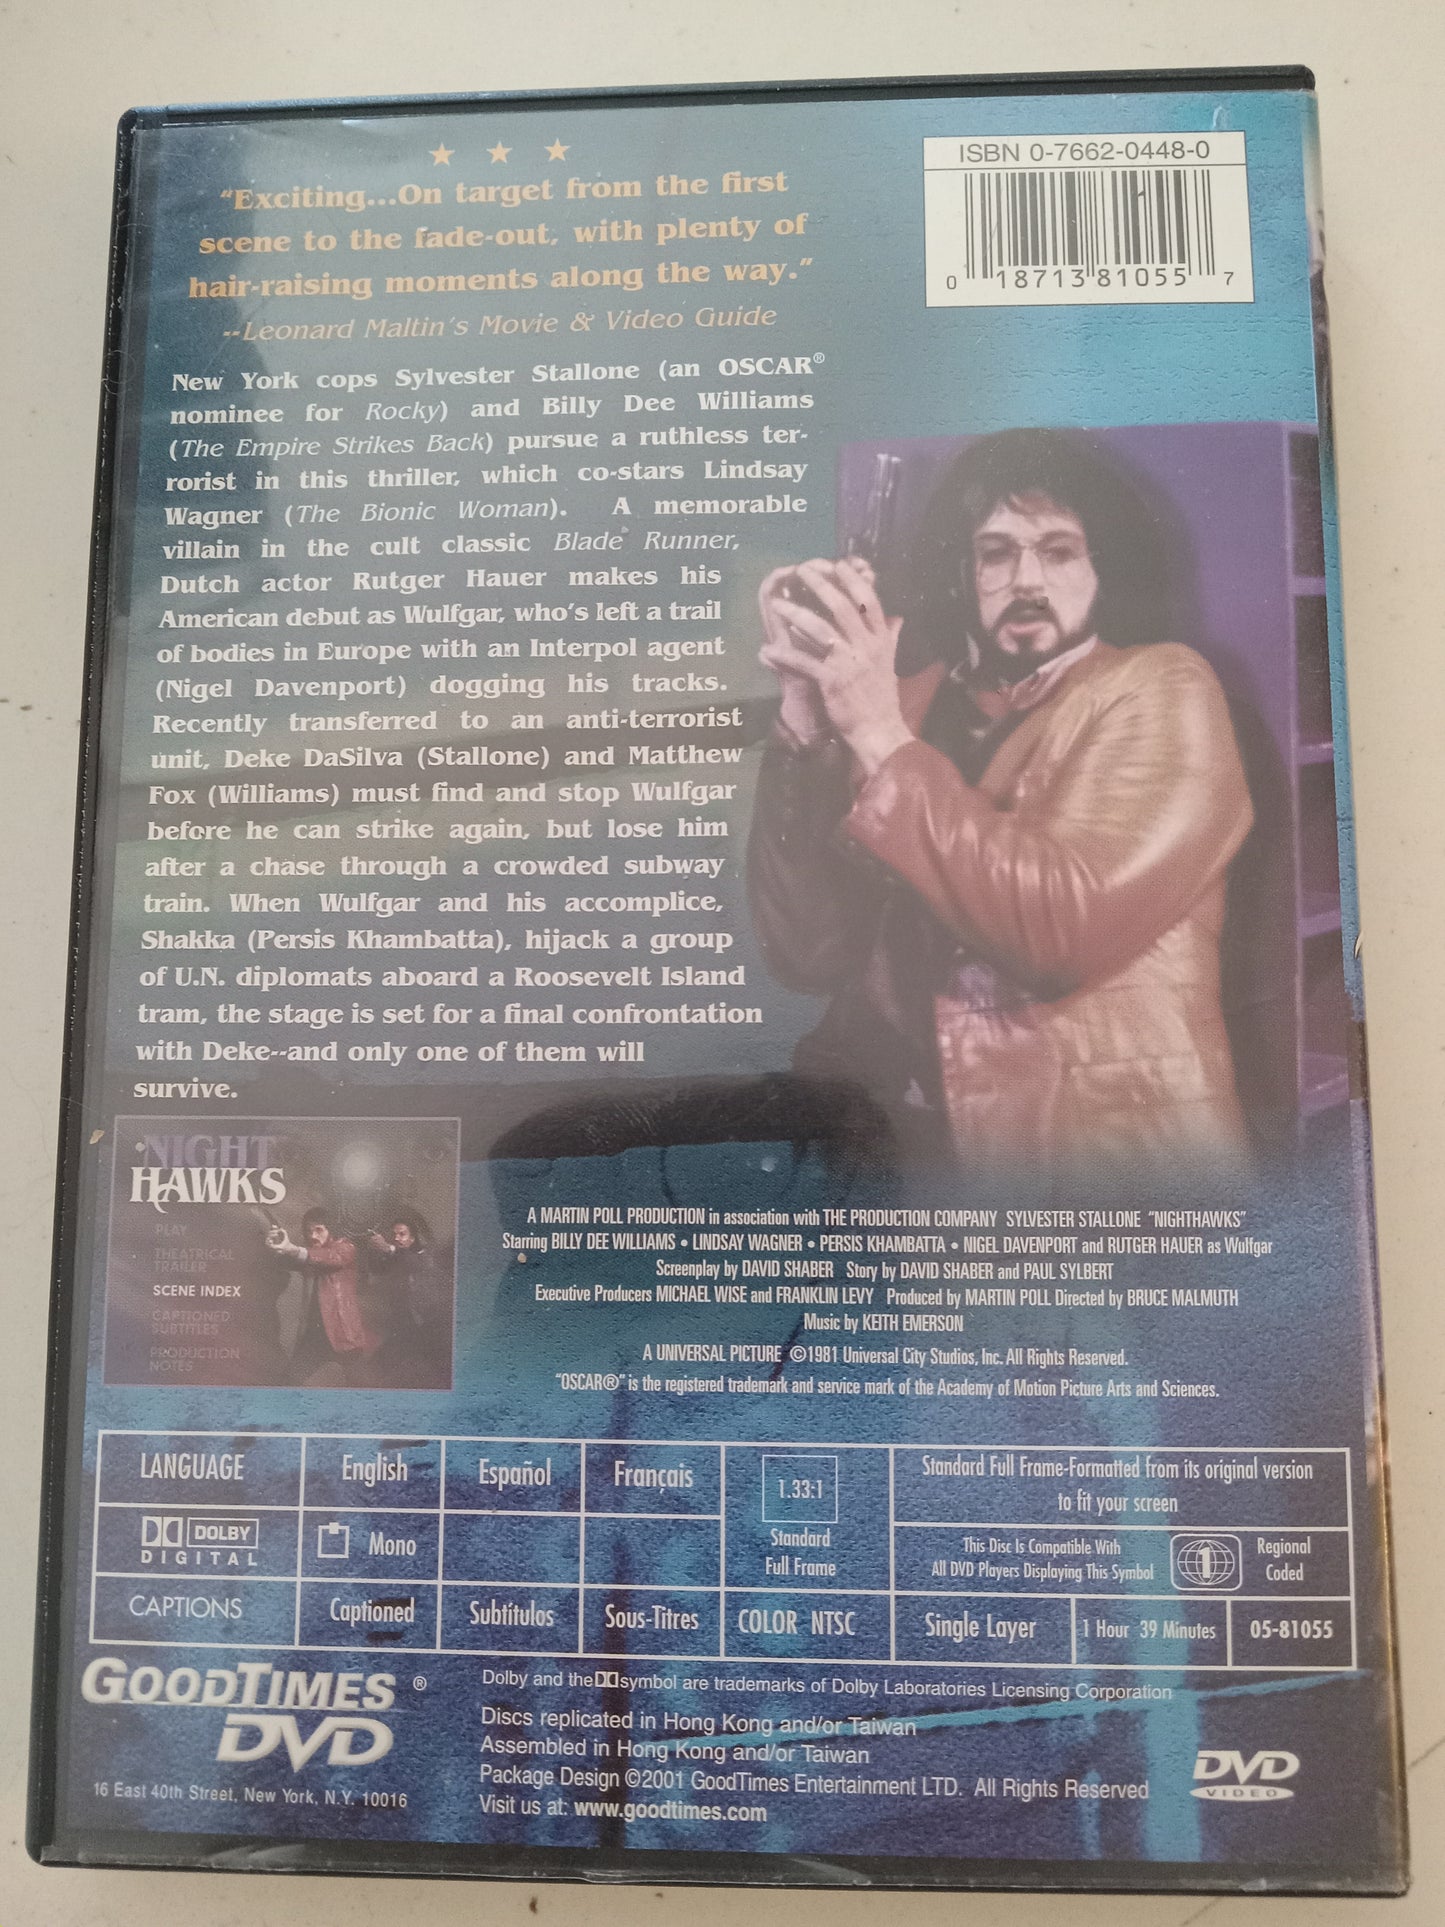 ★ ★ ★
"Exciting...On target from the first
scene to the fade-out, with plenty of
hair-raising moments along the way."
--Leonard Maltin's Movie & Video Guide
ISBN 0-7662-0448-0
0 18713 81055 7
New York cops Sylvester Stallone (an OSCAR®
nominee for Rocky) and Billy Dee Williams
(The Empire Strikes Back) pursue a ruthless ter-
rorist in this thriller, which co-stars Lindsay
Wagner (The Bionic Woman). A memorable
villain in the cult classic Blade Runner,
Dutch actor Rutger Hauer makes his
American debut as Wulfgar, who's left a trail
of bodies in Europe with an Interpol agent
(Nigel Davenport) dogging his tracks.
Recently transferred to an anti-terrorist
unit, Deke DaSilva (Stallone) and Matthew
Fox (Williams) must find and stop Wulfgar
before he can strike again, but lose him
after a chase through a crowded subway
train. When Wulfgar and his accomplice,
Shakka (Persis Khambatta), hijack a group
of U.N. diplomats aboard a Roosevelt Island
tram, the stage is set for a final confrontation
with Deke--and only one of them will
survive.
NIGHT
HAWKS
PLAY
THEATRICAL
TRAILER
SCENE INDEX
CAPTIONED
SUBTITLES
PRODUCTION
NOTES
A MARTIN POLL PRODUCTION in association with THE PRODUCTION COMPANY SYLVESTER STALLONE "NIGHTHAWKS"
Starring BILLY DEE WILLIAMS • LINDSAY WAGNER • PERSIS KHAMBATTA • NIGEL DAVENPORT and RUTGER HAUER as Wulfgar
Screenplay by DAVID SHABER Story by DAVID SHABER and PAUL SYLBERT
Executive Producers MICHAEL WISE and FRANKLIN LEVY Produced by MARTIN POLL Directed by BRUCE MALMUTH
Music by KEITH EMERSON
A UNIVERSAL PICTURE ©1981 Universal City Studios, Inc. All Rights Reserved.
"OSCAR®" is the registered trademark and service mark of the Academy of Motion Picture Arts and Sciences.
LANGUAGE English Español Français
DOLBY
DIGITAL
Mono
CAPTIONS Captioned Subtítulos Sous-Titres
1.33:1
Standard
Full Frame
COLOR NTSC
Standard Full Frame-Formatted from its original version
to fit your screen
This Disc Is Compatible With
All DVD Players Displaying This Symbol
1
Regional
Coded
Single Layer 1 Hour 39 Minutes 05-81055
GOODTIMES®
DVD
16 East 40th Street, New York, N.Y. 10016
Dolby and the DD symbol are trademarks of Dolby Laboratories Licensing Corporation
Discs replicated in Hong Kong and/or Taiwan
Assembled in Hong Kong and/or Taiwan
Package Design ©2001 GoodTimes Entertainment LTD. All Rights Reserved
Visit us at: www.goodtimes.com
DVD
VIDEO